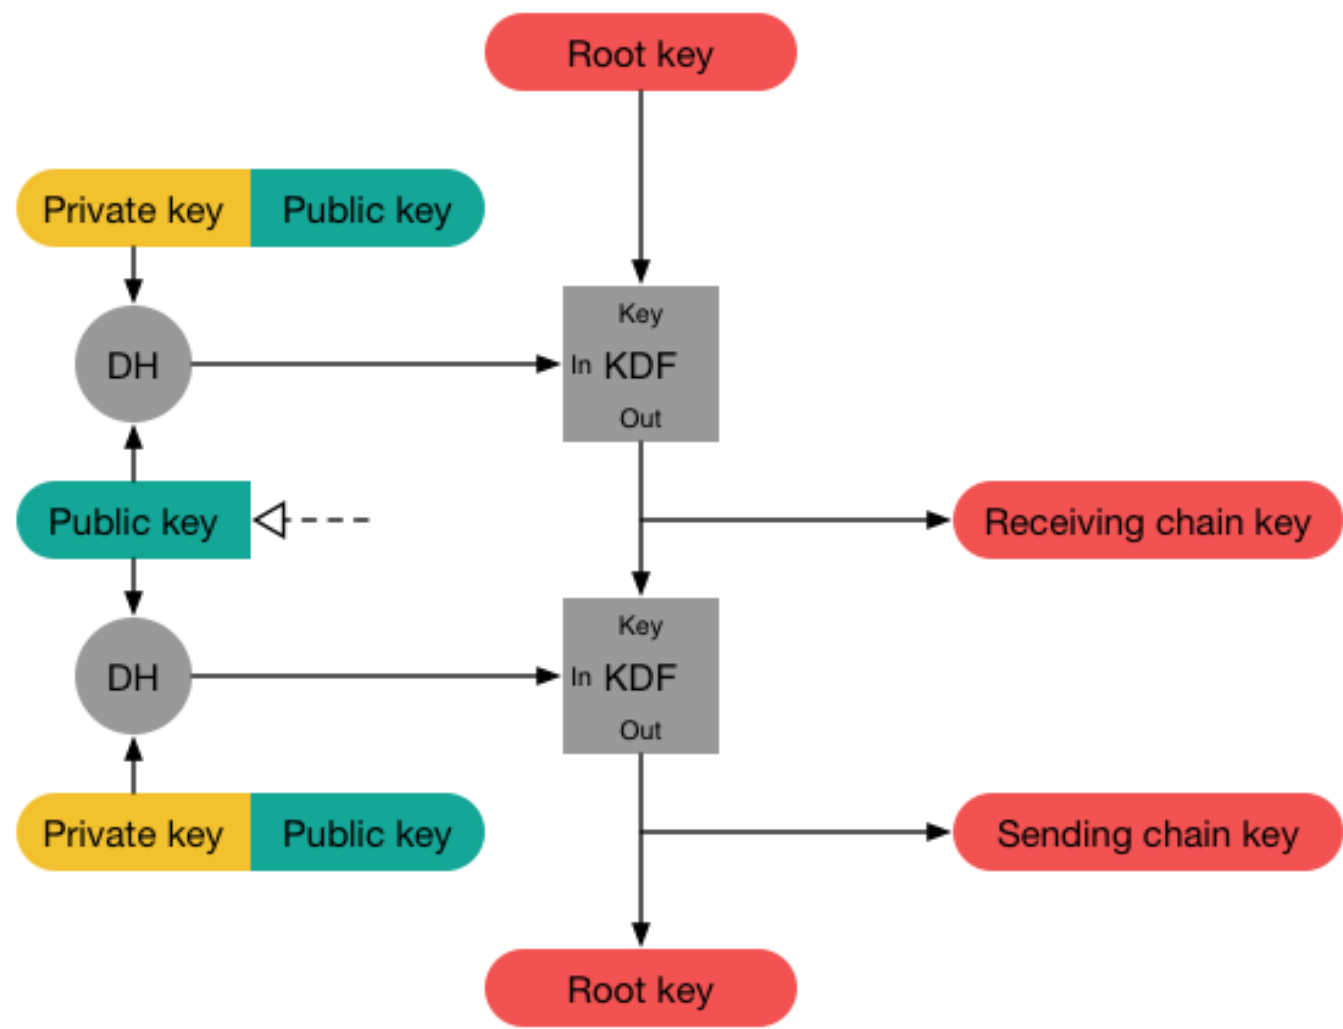 Root key
Private key Public key
Key
DH
In KDF
Out
Public key
Receiving chain key
Key
DH
In KDF
Out
Private key Public key
Sending chain key
Root key